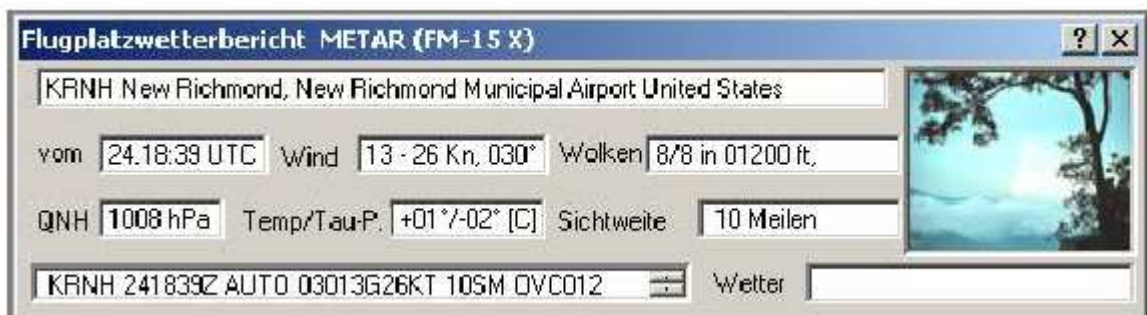 Flugplatzwetterbericht METAR (FM-15 X)
KRNH New Richmond, New Richmond Municipal Airport United States
vom 24.18:39 UTC Wind 13 - 26 Kn, 030° Wolken 8/8 in 01200 ft,
QNH 1008 hPa Temp/Tau-P. +01°/-02° [C] Sichtweite 10 Meilen
KRNH 241839Z AUTO 03013G26KT 10SM OVC012 Wetter